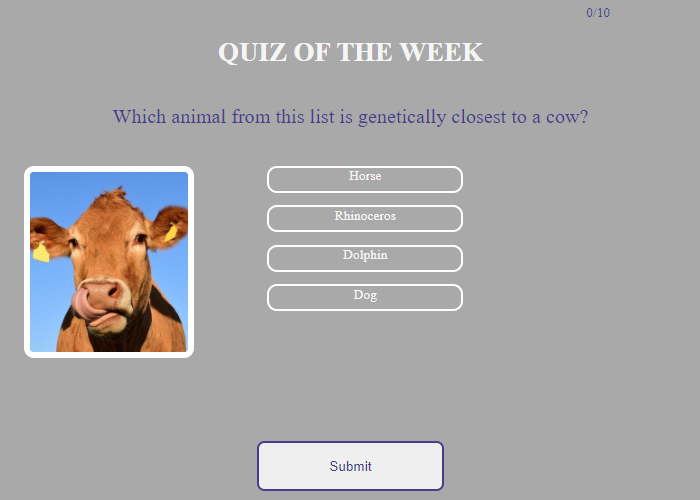 0/10
QUIZ OF THE WEEK
Which animal from this list is genetically closest to a cow?
Horse
Rhinoceros
Dolphin
Dog
Submit